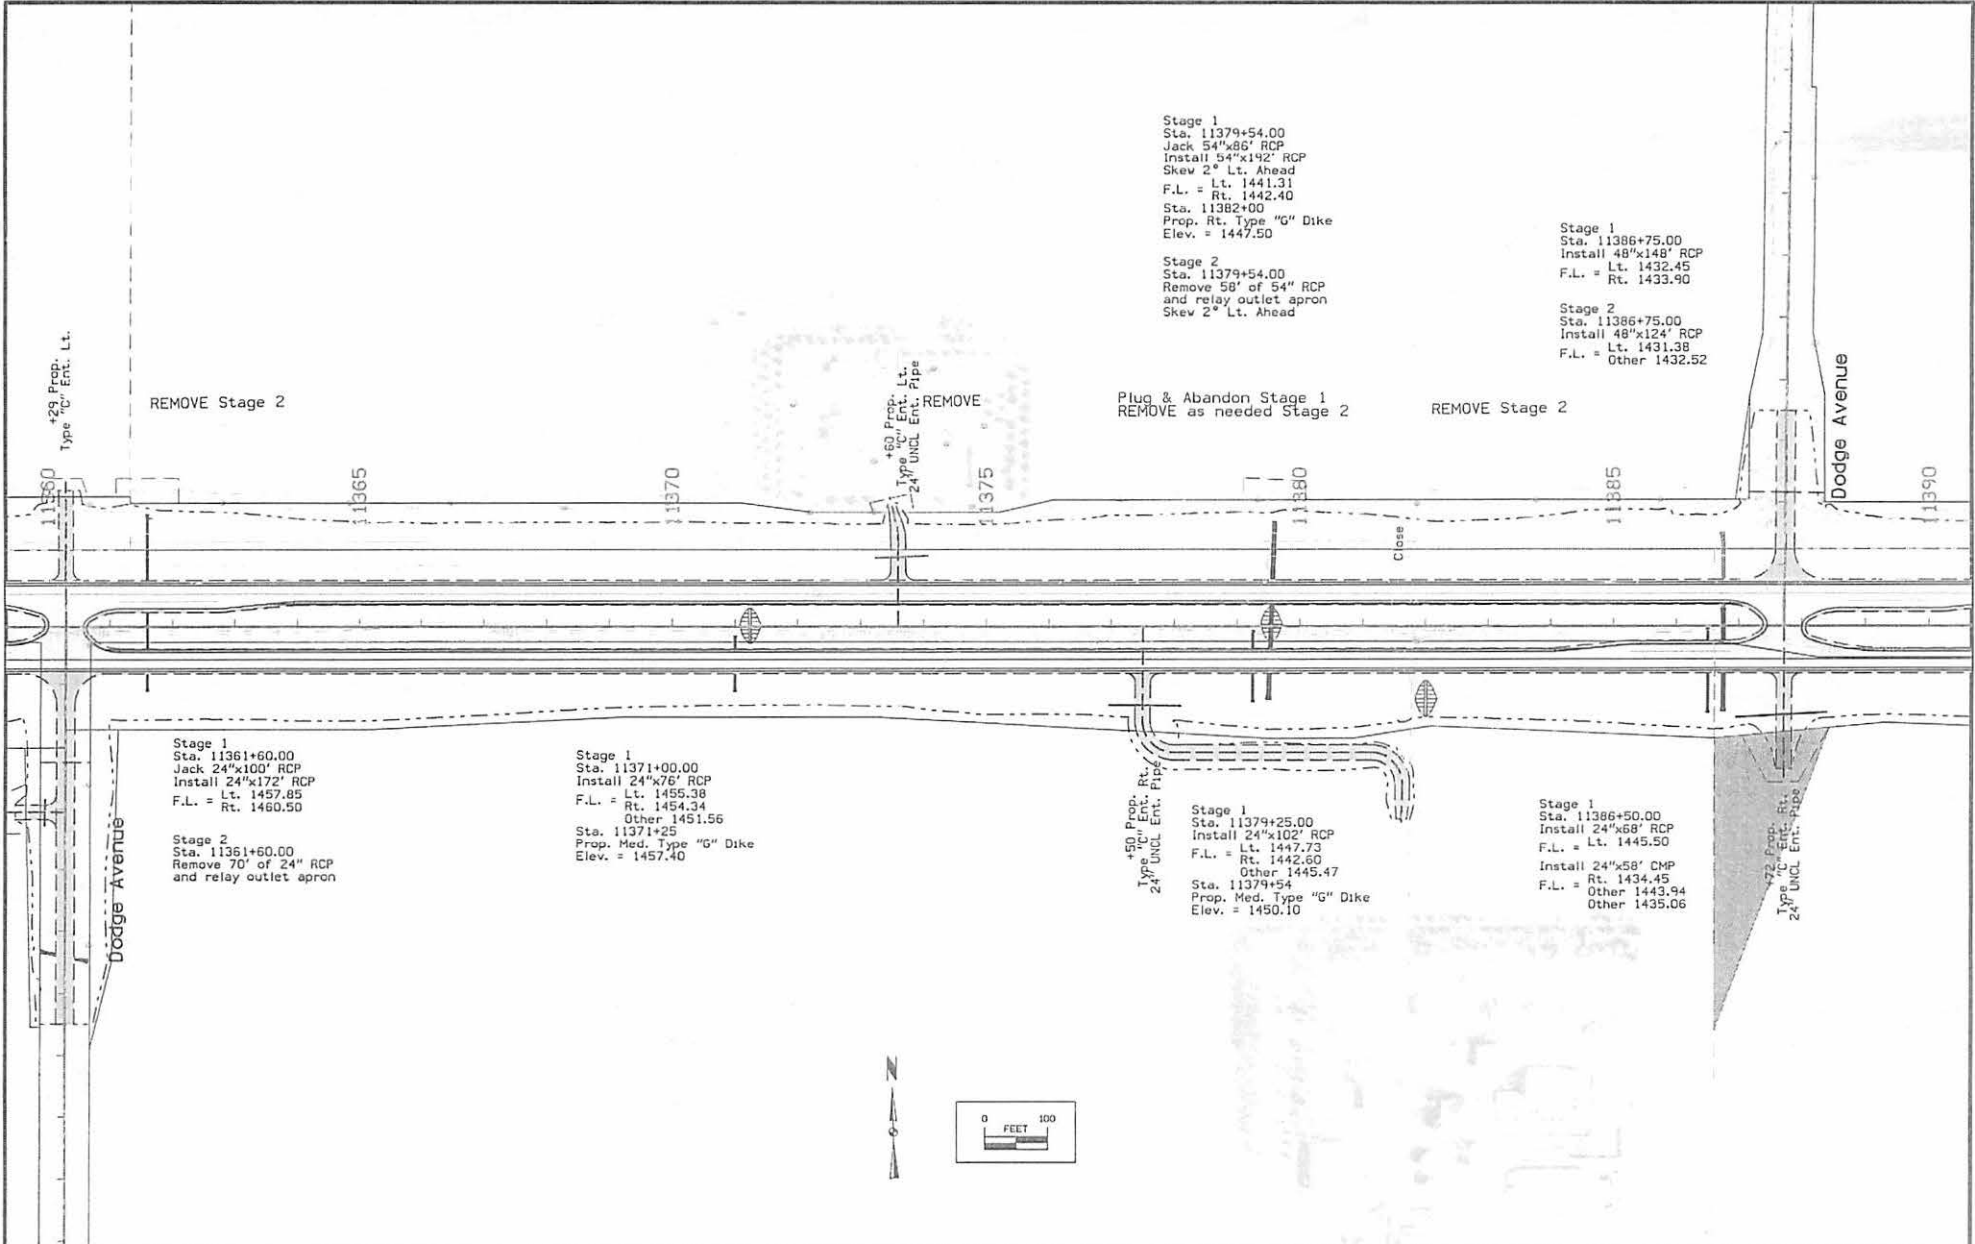 Stage 1
Sta. 11379+54.00
Jack 54"x86' RCP
Install 54"x192' RCP
Skew 2° Lt. Ahead
F.L. = Lt. 1441.31
Rt. 1442.40
Sta. 11382+00
Prop. Rt. Type "G" Dike
Elev. = 1447.50
Stage 2
Sta. 11379+54.00
Remove 58' of 54" RCP
and relay outlet apron
Skew 2° Lt. Ahead
Stage 1
Sta. 11386+75.00
Install 48"x148' RCP
F.L. = Lt. 1432.45
Rt. 1433.90
Stage 2
Sta. 11386+75.00
Install 48"x124' RCP
F.L. = Lt. 1431.38
Other 1432.52
+29 Prop.
Type "C" Ent. Lt.
REMOVE Stage 2
+60 Prop.
Type "C" Ent. Lt.
24" UNCL Ent. Pipe
REMOVE
Plug & Abandon Stage 1
REMOVE as needed Stage 2
REMOVE Stage 2
Dodge Avenue
11360
11365
11370
11375
11380
11385
11390
Close
Stage 1
Sta. 11361+60.00
Jack 24"x100' RCP
Install 24"x172' RCP
F.L. = Lt. 1457.85
Rt. 1460.50
Stage 2
Sta. 11361+60.00
Remove 70' of 24" RCP
and relay outlet apron
Dodge Avenue
Stage 1
Sta. 11371+00.00
Install 24"x76' RCP
F.L. = Lt. 1455.38
Rt. 1454.34
Other 1451.56
Sta. 11371+25
Prop. Med. Type "G" Dike
Elev. = 1457.40
+50 Prop.
Type "C" Ent. Rt.
24" UNCL Ent. Pipe
Stage 1
Sta. 11379+25.00
Install 24"x102' RCP
F.L. = Lt. 1447.73
Rt. 1442.60
Other 1445.47
Sta. 11379+54
Prop. Med. Type "G" Dike
Elev. = 1450.10
Stage 1
Sta. 11386+50.00
Install 24"x68' RCP
F.L. = Lt. 1445.50
Install 24"x58' CMP
F.L. = Rt. 1434.45
Other 1443.94
Other 1435.06
+72 Prop.
Type "C" Ent. Rt.
24" UNCL Ent. Pipe
N
0 100
FEET